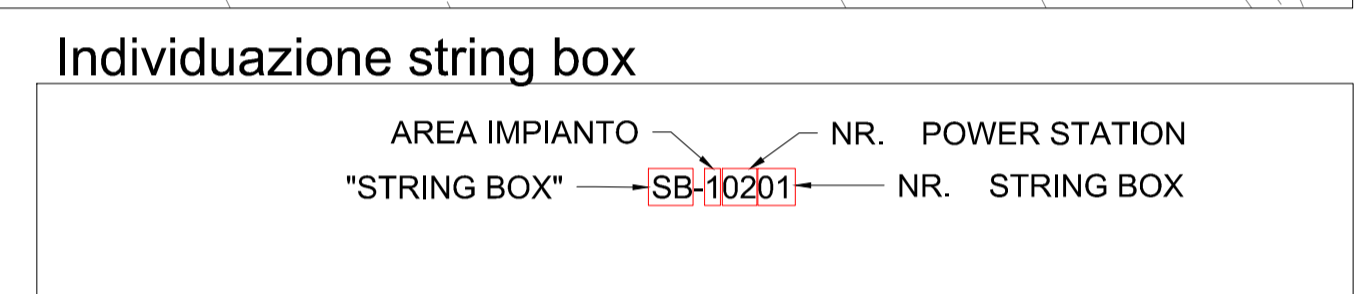 Individuazione string box
AREA IMPIANTO NR. POWER STATION
"STRING BOX" SB-10201 NR. STRING BOX